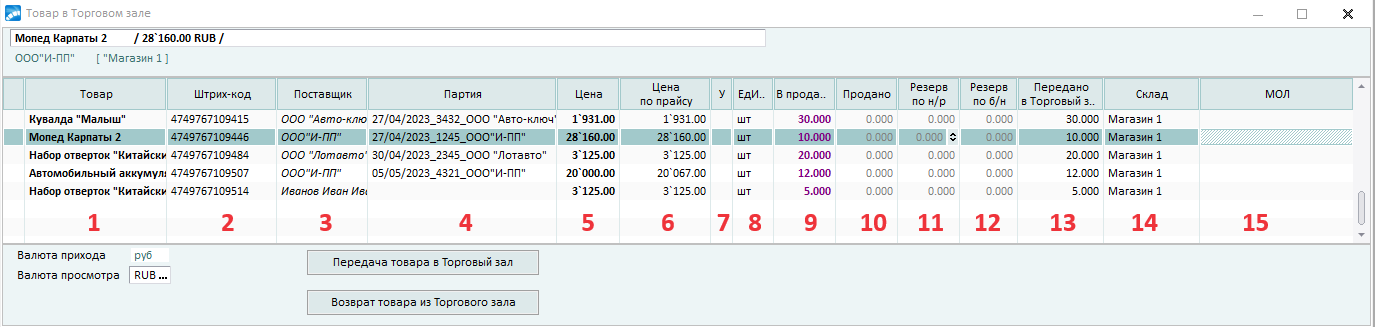 Товар в Торговом зале
Мопед Карпаты 2 / 28`160.00 RUB /
ООО"И-ПП" [ "Магазин 1 ]
Товар Штрих-код Поставщик Партия Цена Цена по прайсу У ЕдИ.. В прода.. Продано Резерв по н/р Резерв по б/н Передано в Торговый з.. Склад МОЛ
Кувалда "Малыш" 4749767109415 ООО "Авто-клю 27/04/2023_3432_ООО "Авто-ключ" 1`931.00 1`931.00 шт 30.000 0.000 0.000 0.000 30.000 Магазин 1
Мопед Карпаты 2 4749767109446 ООО"И-ПП" 27/04/2023_1245_ООО"И-ПП" 28`160.00 28`160.00 шт 10.000 0.000 0.000 0.000 10.000 Магазин 1
Набор отверток "Китайски 4749767109484 ООО "Лотавто" 30/04/2023_2345_ООО "Лотавто" 3`125.00 3`125.00 шт 20.000 0.000 0.000 0.000 20.000 Магазин 1
Автомобильный аккумуля 4749767109507 ООО"И-ПП" 05/05/2023_4321_ООО"И-ПП" 20`000.00 20`067.00 шт 12.000 0.000 0.000 0.000 12.000 Магазин 1
Набор отверток "Китайски 4749767109514 Иванов Иван Ива 3`125.00 3`125.00 шт 5.000 0.000 0.000 0.000 5.000 Магазин 1
1 2 3 4 5 6 7 8 9 10 11 12 13 14 15
Валюта прихода руб
Валюта просмотра RUB ...
Передача товара в Торговый зал
Возврат товара из Торгового зала